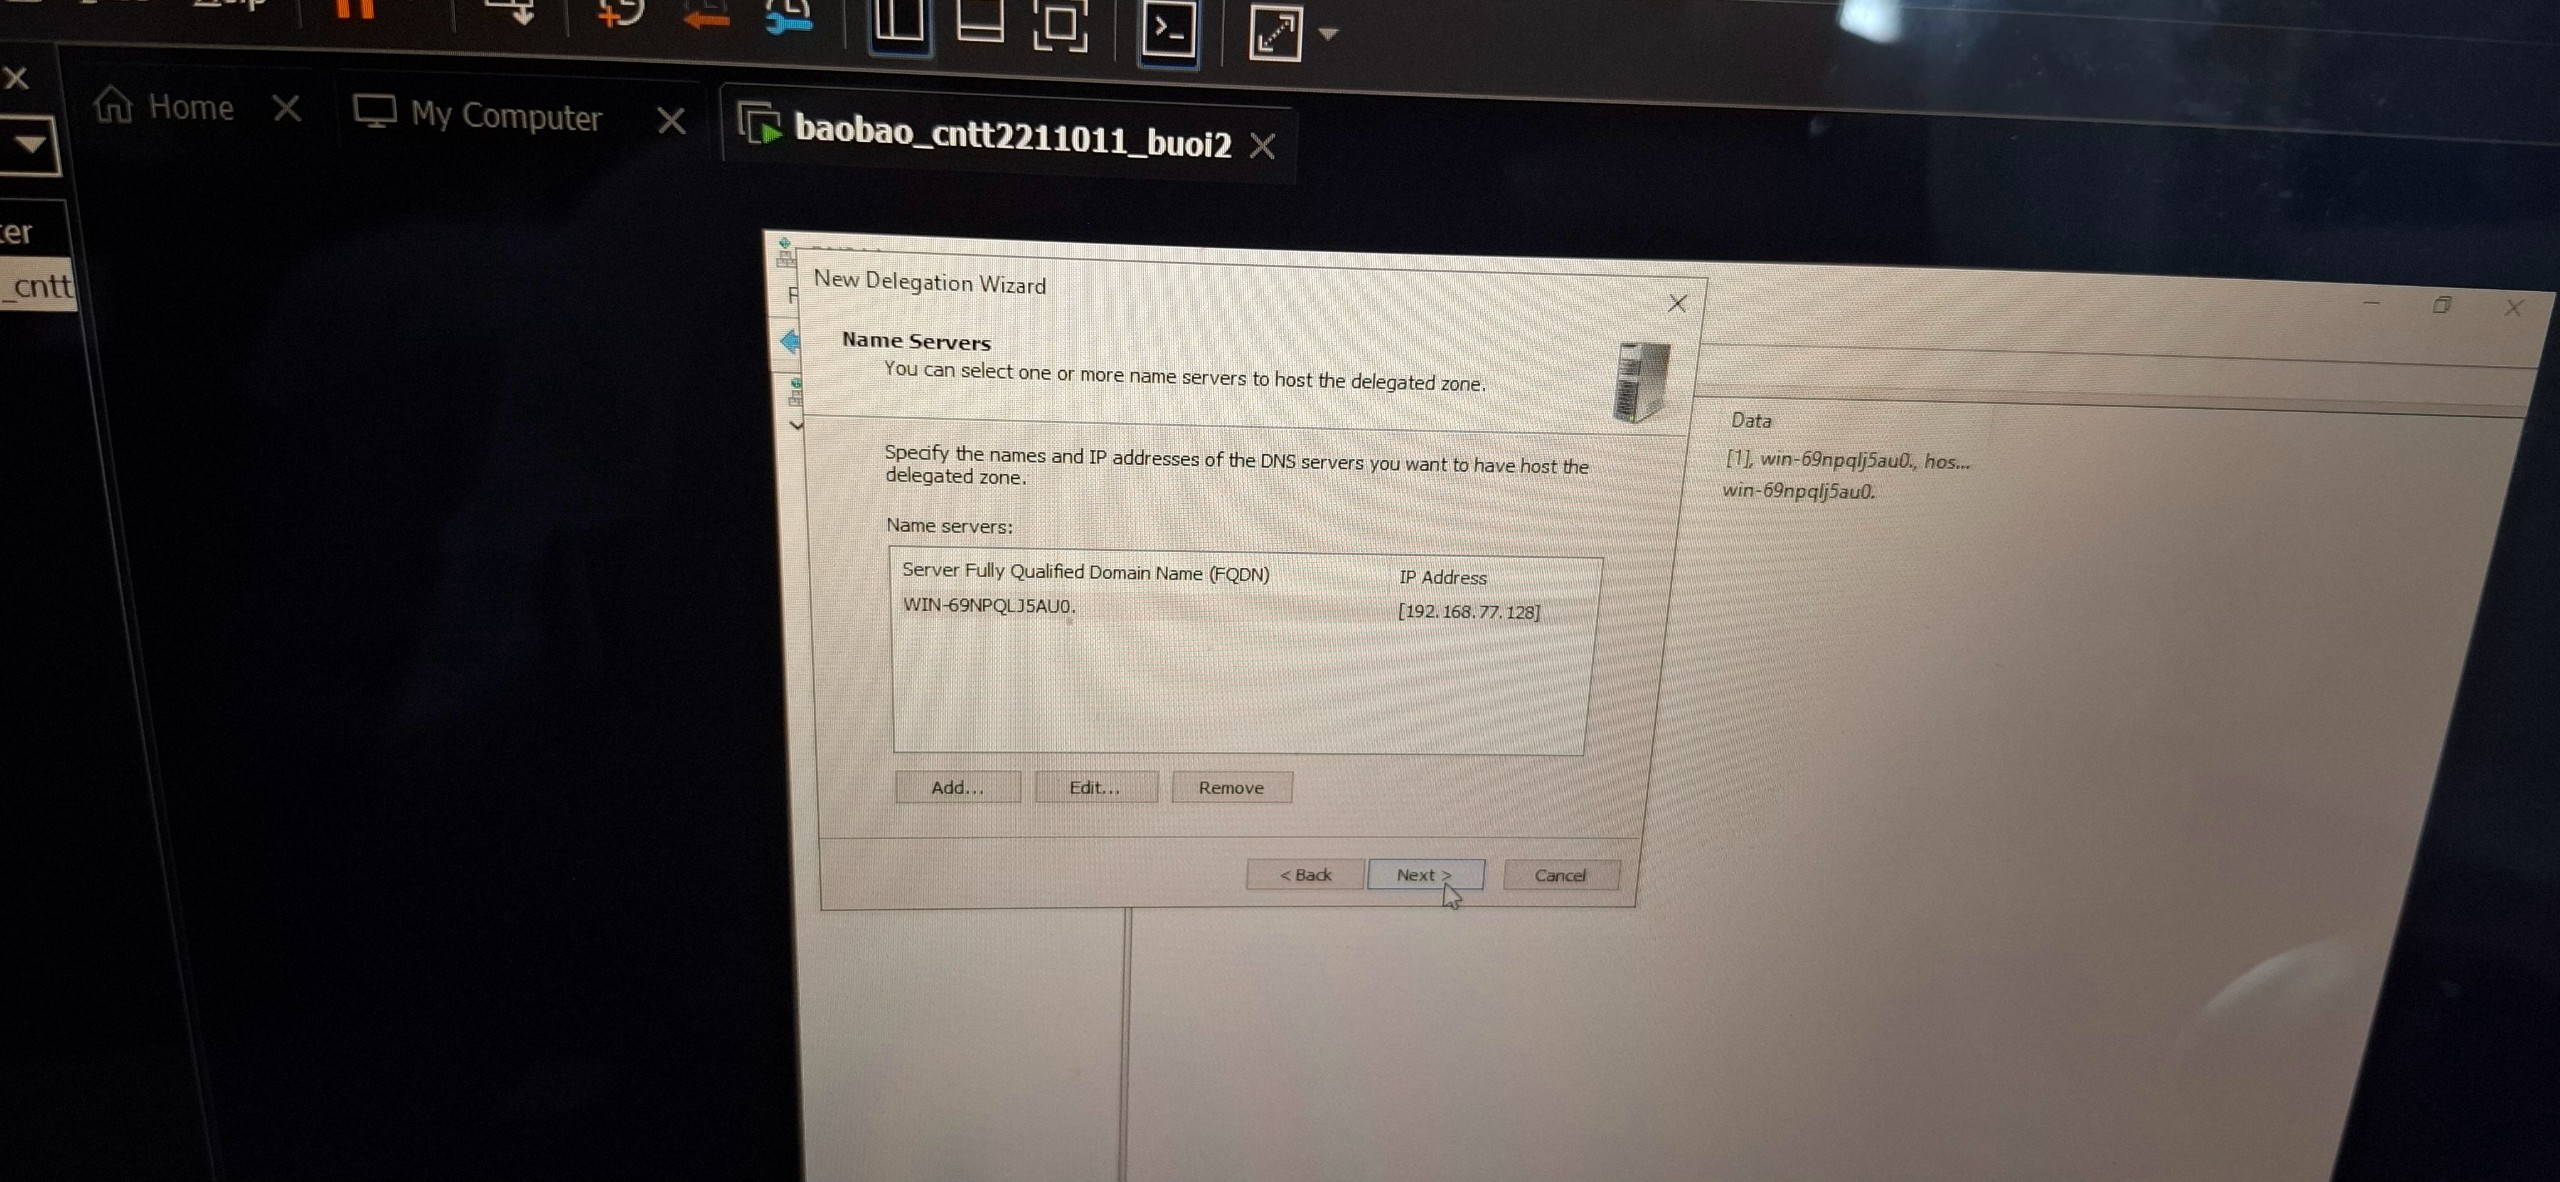 Home
My Computer
baobao_cntt2211011_buoi2
_cntt
New Delegation Wizard
Name Servers
You can select one or more name servers to host the delegated zone.
Specify the names and IP addresses of the DNS servers you want to have host the
delegated zone.
Name servers:
Server Fully Qualified Domain Name (FQDN) IP Address
WIN-69NPQLJ5AU0. [192.168.77.128]
Add... Edit... Remove
< Back Next > Cancel
Data
[1], win-69npqlj5au0., hos...
win-69npqlj5au0.